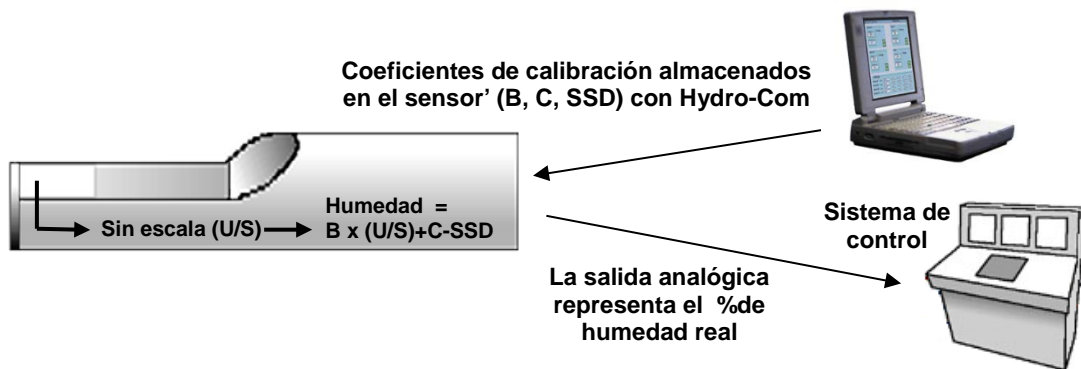 Coeficientes de calibración almacenados
en el sensor’ (B, C, SSD) con Hydro-Com
Sin escala (U/S)
Humedad =
B x (U/S)+C-SSD
Sistema de
control
La salida analógica
representa el %de
humedad real